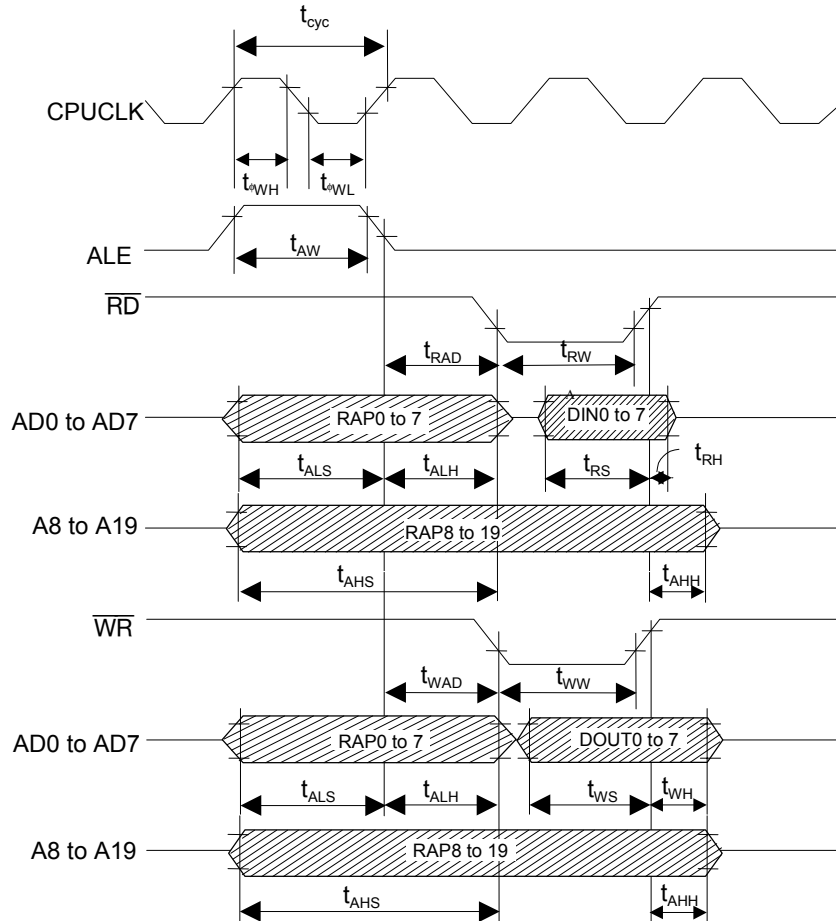 tcyc
CPUCLK
tφWH tφWL
ALE
tAW
RD
tRAD tRW
AD0 to AD7 RAP0 to 7 DIN0 to 7
tRH
tALS tALH tRS
A8 to A19 RAP8 to 19
tAHS tAHH
WR
tWAD tWW
AD0 to AD7 RAP0 to 7 DOUT0 to 7
tALS tALH tWS tWH
A8 to A19 RAP8 to 19
tAHS tAHH